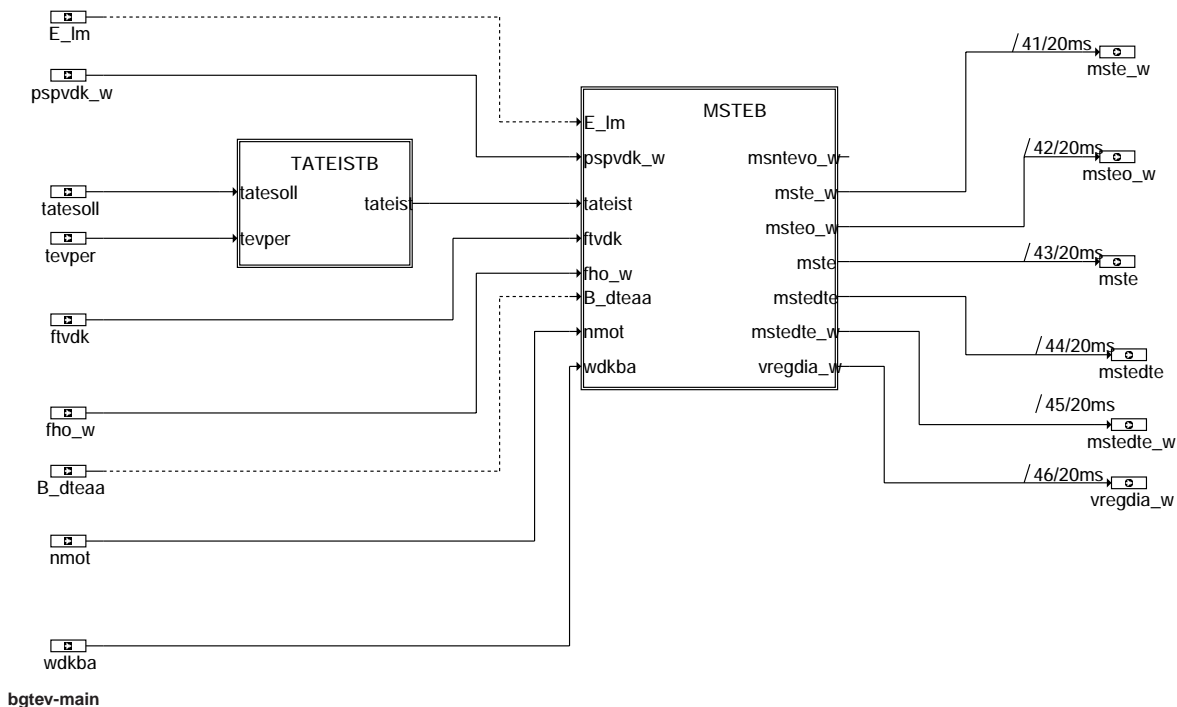 E_lm
pspvdk_w
tatesoll
tevper
ftvdk
fho_w
B_dteaa
nmot
wdkba
TATEISTB
tatesoll
tateist
tevper
MSTEB
E_lm
pspvdk_w
msntevo_w
mste_w
tateist
msteo_w
ftvdk
mste
fho_w
B_dteaa
mstedte
nmot
mstedte_w
wdkba
vregdia_w
/41/20ms
mste_w
/42/20ms
msteo_w
/43/20ms
mste
/44/20ms
mstedte
/45/20ms
mstedte_w
/46/20ms
vregdia_w
bgtev-main